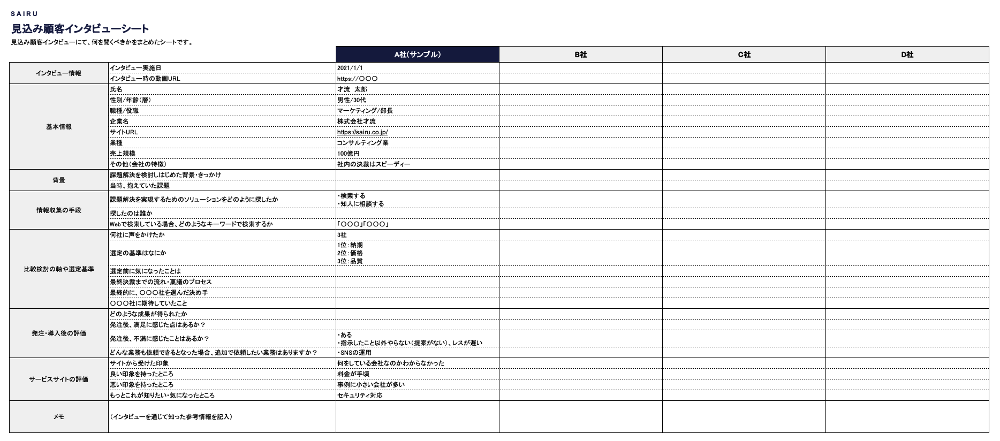 SAIRU
見込み顧客インタビューシート
見込み顧客インタビューにて、何を聞くべきかをまとめたシートです。
A社(サンプル) B社 C社 D社
インタビュー情報
インタビュー実施日 2021/1/1
インタビュー時の動画URL https://〇〇〇
基本情報
氏名 才流　太郎
性別/年齢(層) 男性/30代
職種/役職 マーケティング/部長
企業名 株式会社才流
サイトURL https://sairu.co.jp/
業種 コンサルティング業
売上規模 100億円
その他(会社の特徴) 社内の決裁はスピーディー
背景
課題解決を検討しはじめた背景・きっかけ
当時、抱えていた課題
情報収集の手段
課題解決を実現するためのソリューションをどのように探したか
・検索する
・知人に相談する
探したのは誰か
Webで検索している場合、どのようなキーワードで検索するか 「〇〇〇」「〇〇〇」
比較検討の軸や選定基準
何社に声をかけたか 3社
選定の基準はなにか
1位:納期
2位:価格
3位:品質
選定前に気になったことは
最終決裁までの流れ・稟議のプロセス
最終的に、〇〇〇社を選んだ決め手
〇〇〇社に期待していたこと
発注・導入後の評価
どのような成果が得られたか
発注後、満足に感じた点はあるか？
発注後、不満に感じたことはあるか？
・ある
・指示したこと以外やらない(提案がない)、レスが遅い
どんな業務も依頼できるとなった場合、追加で依頼したい業務はありますか？ ・SNSの運用
サービスサイトの評価
サイトから受けた印象 何をしている会社なのかわからなかった
良い印象を持ったところ 料金が手頃
悪い印象を持ったところ 事例に小さい会社が多い
もっとこれが知りたい・気になったところ セキュリティ対応
メモ
(インタビューを通じて知った参考情報を記入)